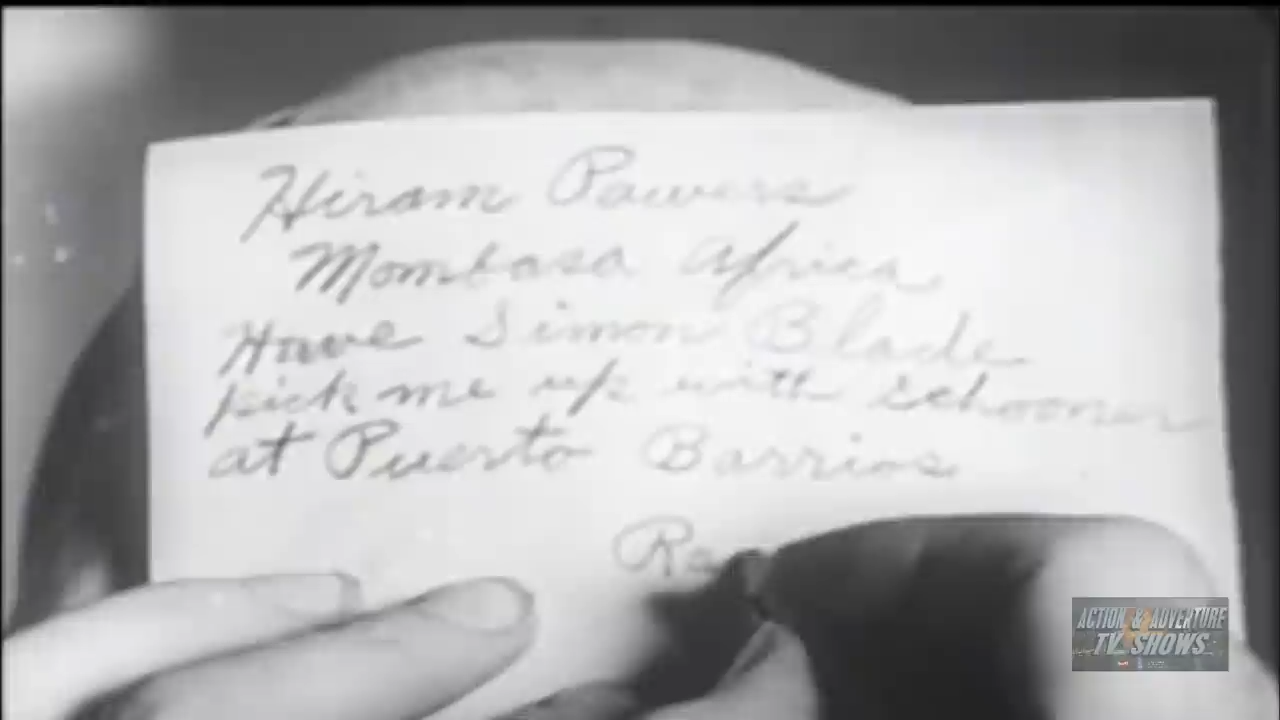 Hiram Powers
Mombasa Africa
Have Simon Blade
pick me up with schooner
at Puerto Barrios
Ra
ACTION & ADVENTURE
TV SHOWS